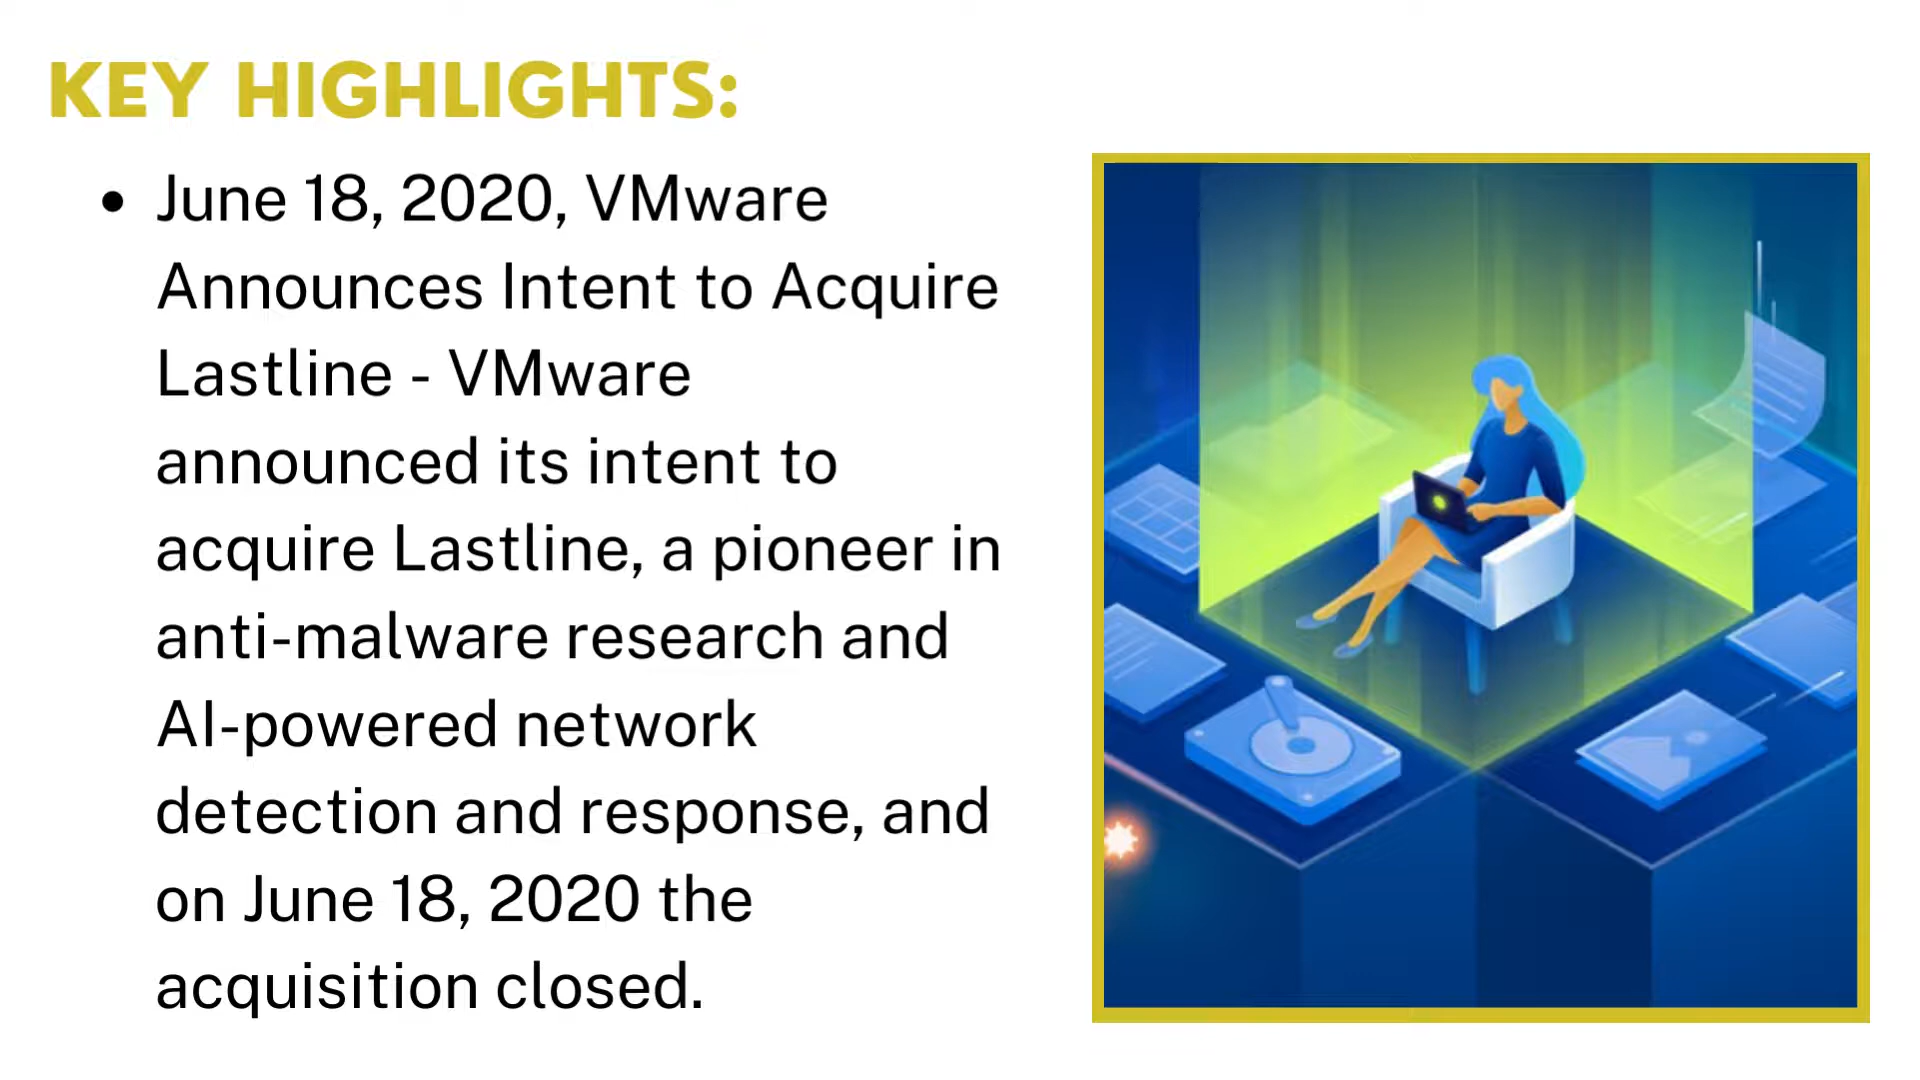 KEY HIGHLIGHTS:
• June 18, 2020, VMware
Announces Intent to Acquire
Lastline - VMware
announced its intent to
acquire Lastline, a pioneer in
anti-malware research and
AI-powered network
detection and response, and
on June 18, 2020 the
acquisition closed.